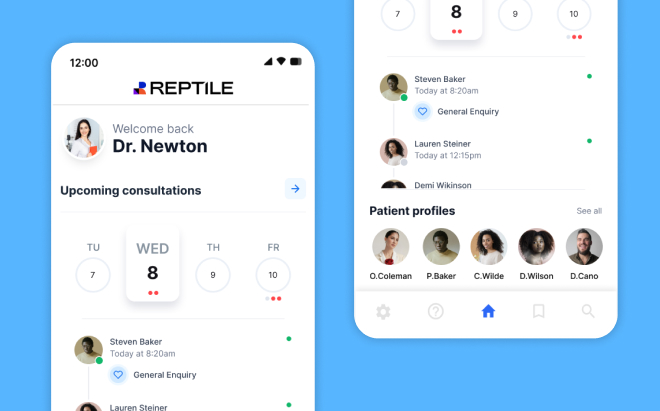 12:00
REPTILE
Welcome back
Dr. Newton
Upcoming consultations
TU WED TH FR
7 8 9 10
Steven Baker
Today at 8:20am
General Enquiry
Lauren Steiner
7 8 9 10
Steven Baker
Today at 8:20am
General Enquiry
Lauren Steiner
Today at 12:15pm
Demi Wikinson
Patient profiles See all
O.Coleman P.Baker C.Wilde D.Wilson D.Cano